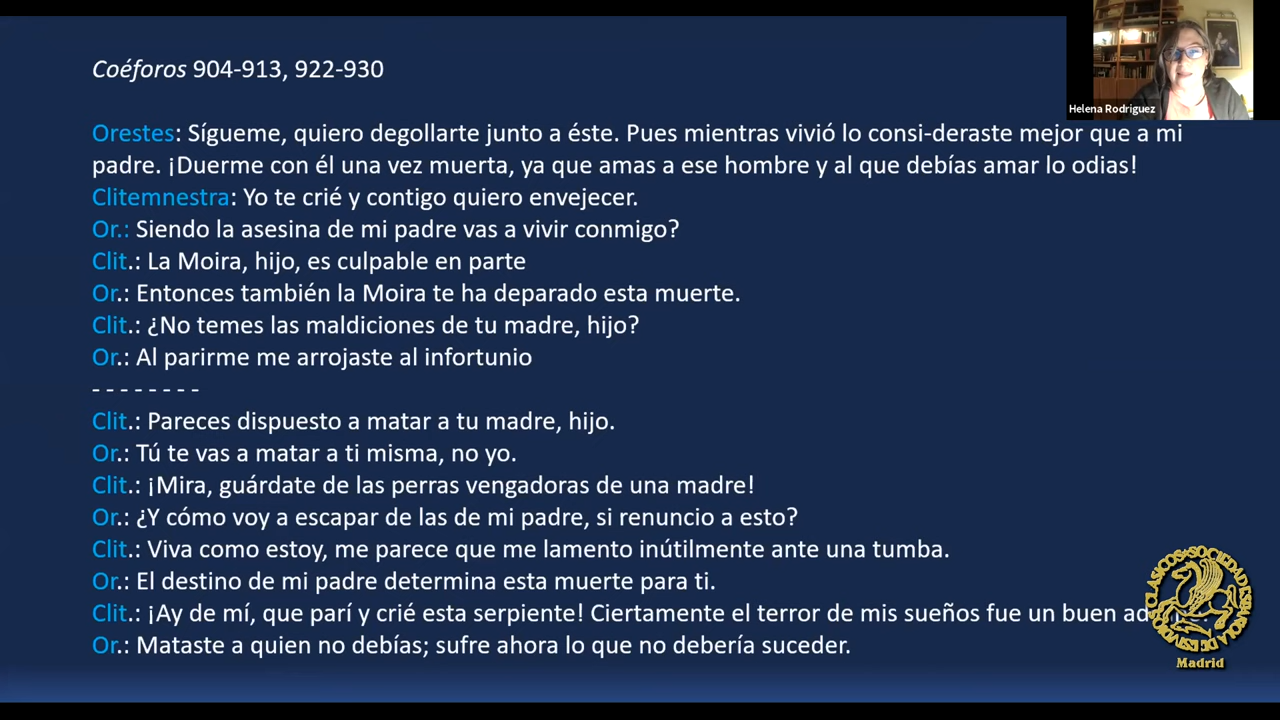 Coéforos 904-913, 922-930
Helena Rodriguez
Orestes: Sígueme, quiero degollarte junto a éste. Pues mientras vivió lo consi-deraste mejor que a mi
padre. ¡Duerme con él una vez muerta, ya que amas a ese hombre y al que debías amar lo odias!
Clitemnestra: Yo te crié y contigo quiero envejecer.
Or.: Siendo la asesina de mi padre vas a vivir conmigo?
Clit.: La Moira, hijo, es culpable en parte
Or.: Entonces también la Moira te ha deparado esta muerte.
Clit.: ¿No temes las maldiciones de tu madre, hijo?
Or.: Al parirme me arrojaste al infortunio
- - - - - - - -
Clit.: Pareces dispuesto a matar a tu madre, hijo.
Or.: Tú te vas a matar a ti misma, no yo.
Clit.: ¡Mira, guárdate de las perras vengadoras de una madre!
Or.: ¿Y cómo voy a escapar de las de mi padre, si renuncio a esto?
Clit.: Viva como estoy, me parece que me lamento inútilmente ante una tumba.
Or.: El destino de mi padre determina esta muerte para ti.
Clit.: ¡Ay de mí, que parí y crié esta serpiente! Ciertamente el terror de mis sueños fue un buen
Or.: Mataste a quien no debías; sufre ahora lo que no debería suceder.
SOCIEDAD ESPAÑOLA DE ESTUDIOS CLASICOS
Madrid